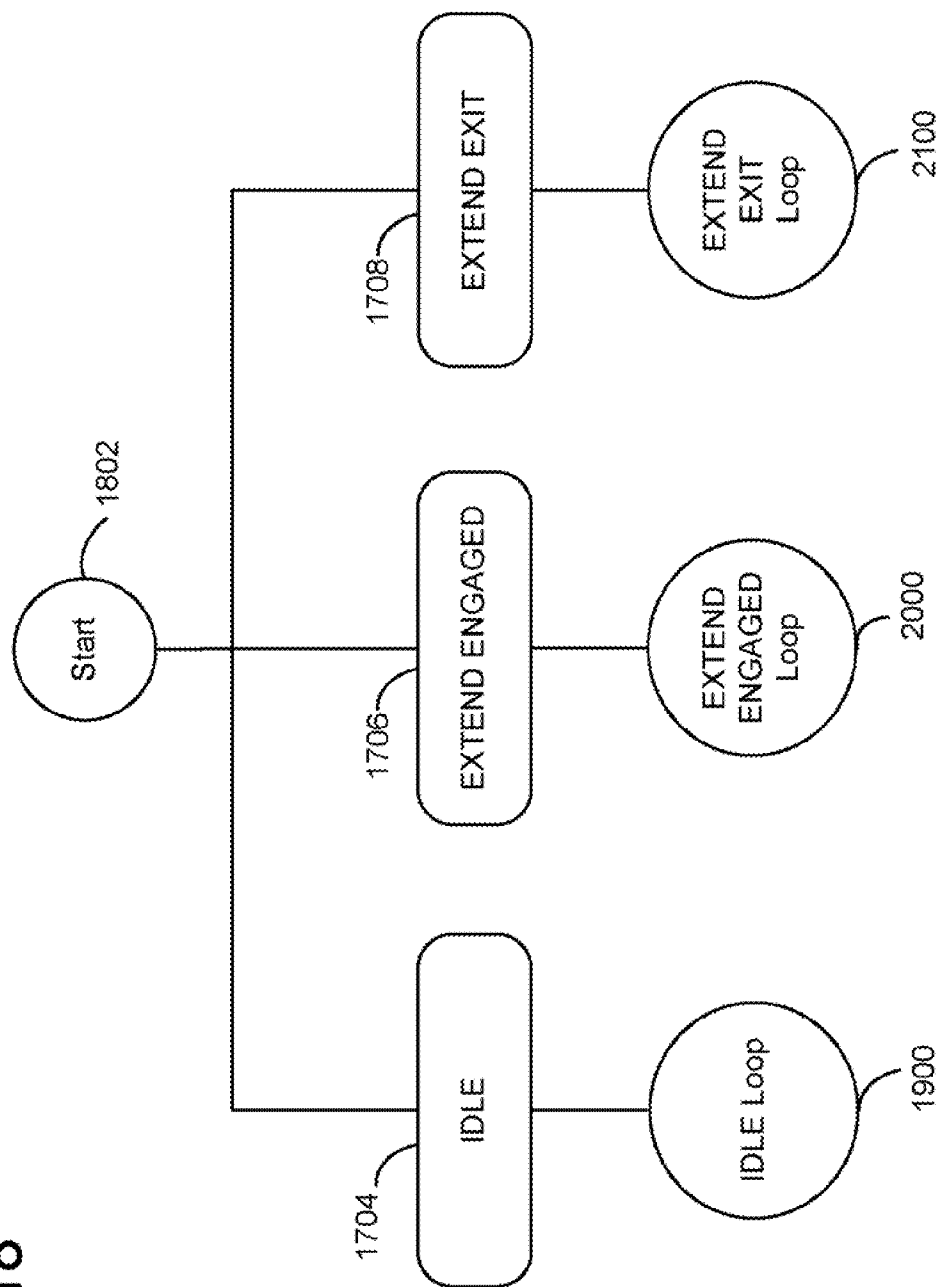 Start
1802
1704
IDLE
1706
EXTEND ENGAGED
1708
EXTEND EXIT
IDLE Loop
1900
EXTEND
ENGAGED
Loop
2000
EXTEND
EXIT
Loop
2100